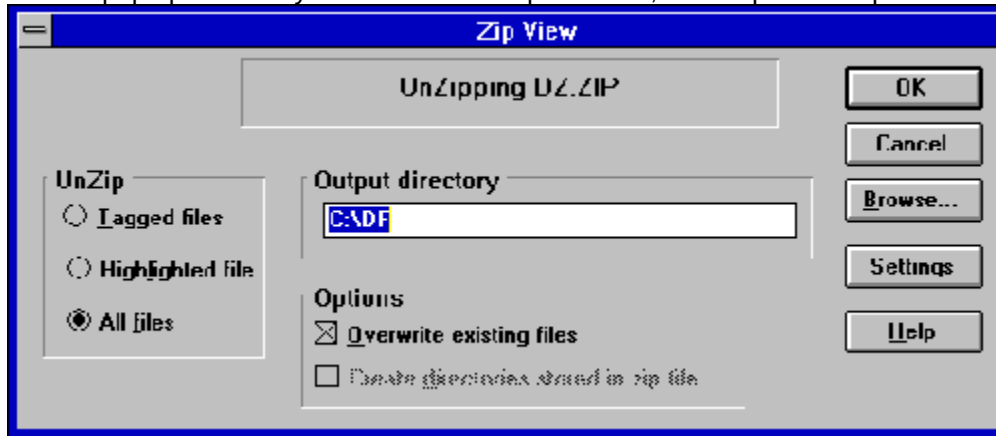 Zip View
UnZipping DZ.ZIP
OK
Cancel
UnZip
Output directory
Browse...
Tagged files
C:\DF
Highlighted file
Settings
Options
All files
Overwrite existing files
Help
Create directories stored in zip file